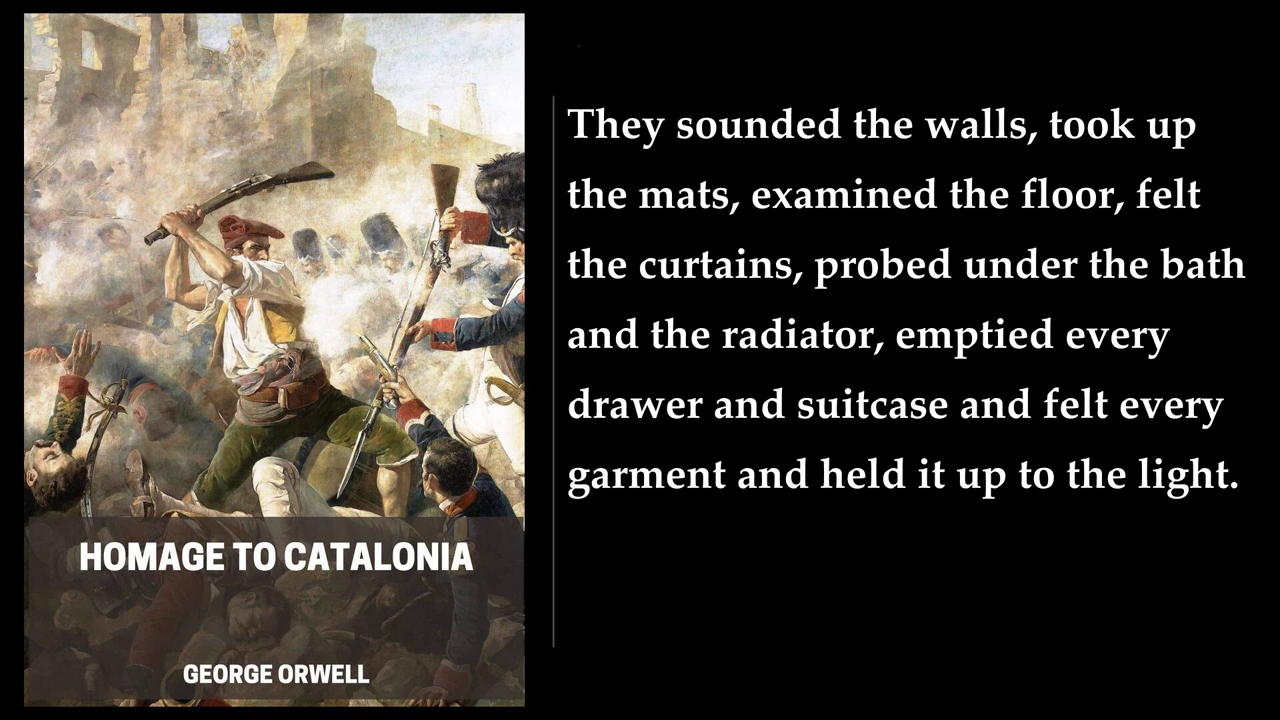 They sounded the walls, took up
the mats, examined the floor, felt
the curtains, probed under the bath
and the radiator, emptied every
drawer and suitcase and felt every
garment and held it up to the light.
HOMAGE TO CATALONIA
GEORGE ORWELL